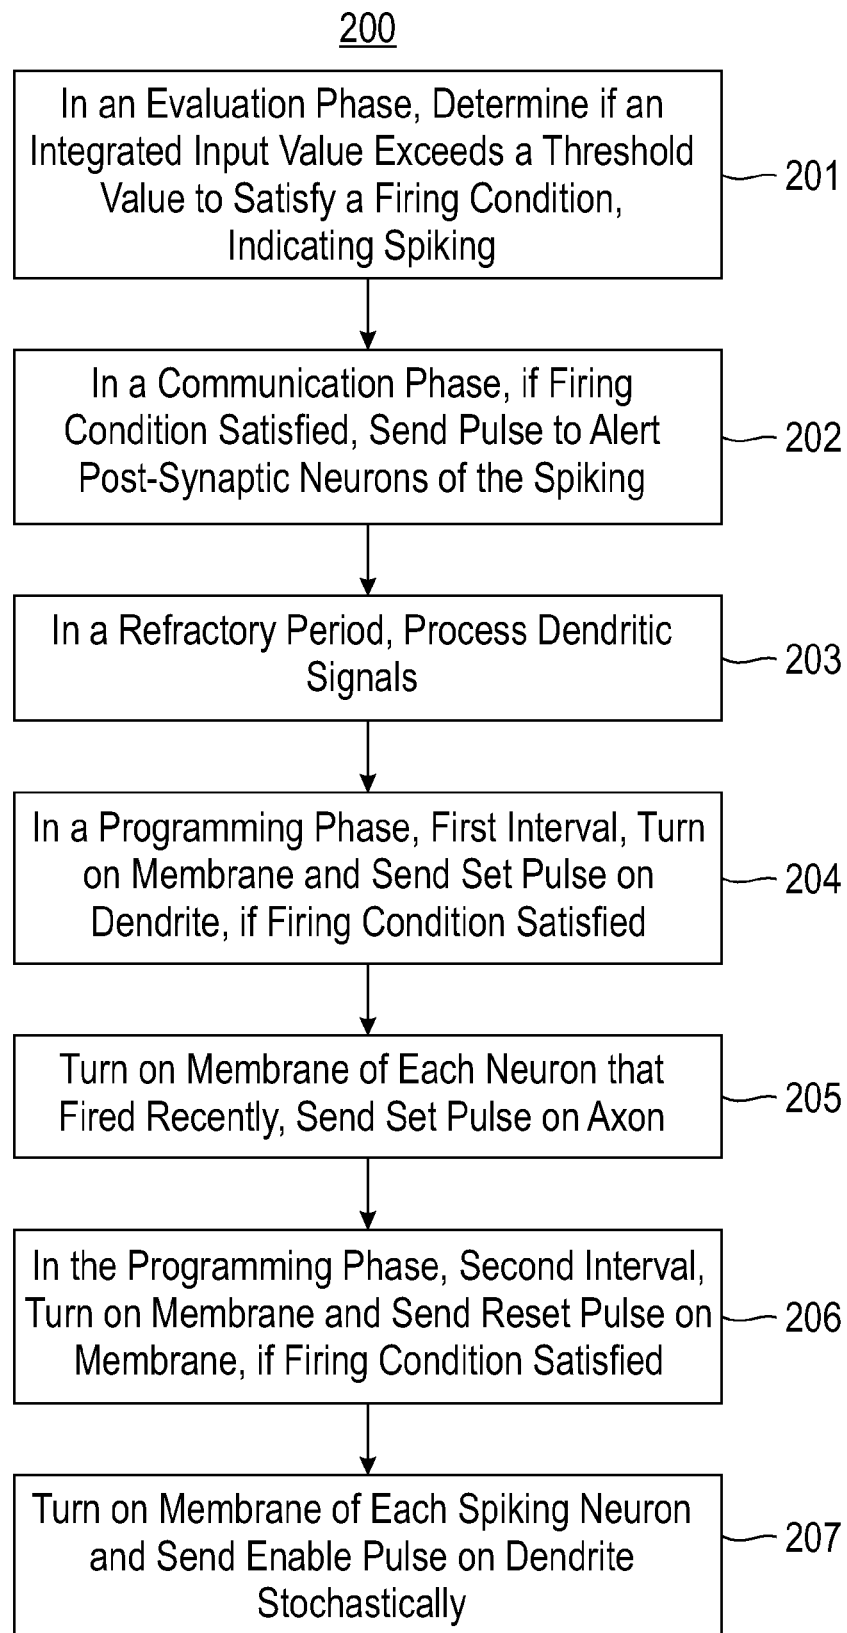 200
In an Evaluation Phase, Determine if an
Integrated Input Value Exceeds a Threshold
Value to Satisfy a Firing Condition,
Indicating Spiking
201
In a Communication Phase, if Firing
Condition Satisfied, Send Pulse to Alert
Post-Synaptic Neurons of the Spiking
202
In a Refractory Period, Process Dendritic
Signals
203
In a Programming Phase, First Interval, Turn
on Membrane and Send Set Pulse on
Dendrite, if Firing Condition Satisfied
204
Turn on Membrane of Each Neuron that
Fired Recently, Send Set Pulse on Axon
205
In the Programming Phase, Second Interval,
Turn on Membrane and Send Reset Pulse on
Membrane, if Firing Condition Satisfied
206
Turn on Membrane of Each Spiking Neuron
and Send Enable Pulse on Dendrite
Stochastically
207